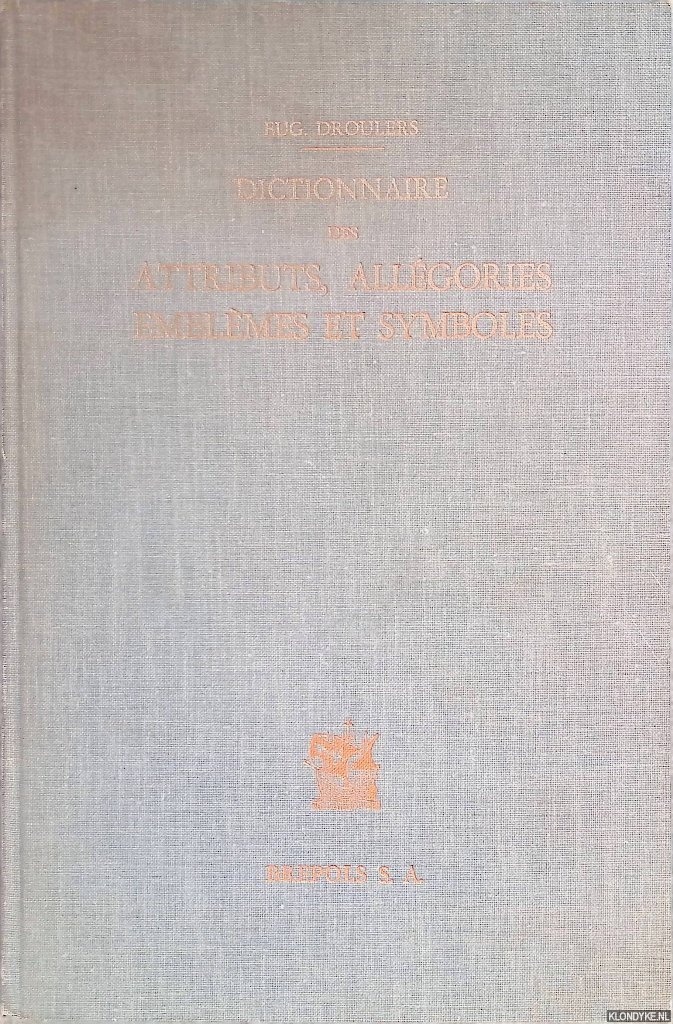 EUG. DROULERS
DICTIONNAIRE
DES
ATTRIBUTS, ALLÉGORIES
EMBLÈMES ET SYMBOLES
BREPOLS S. A.
KLONDYKE.NL